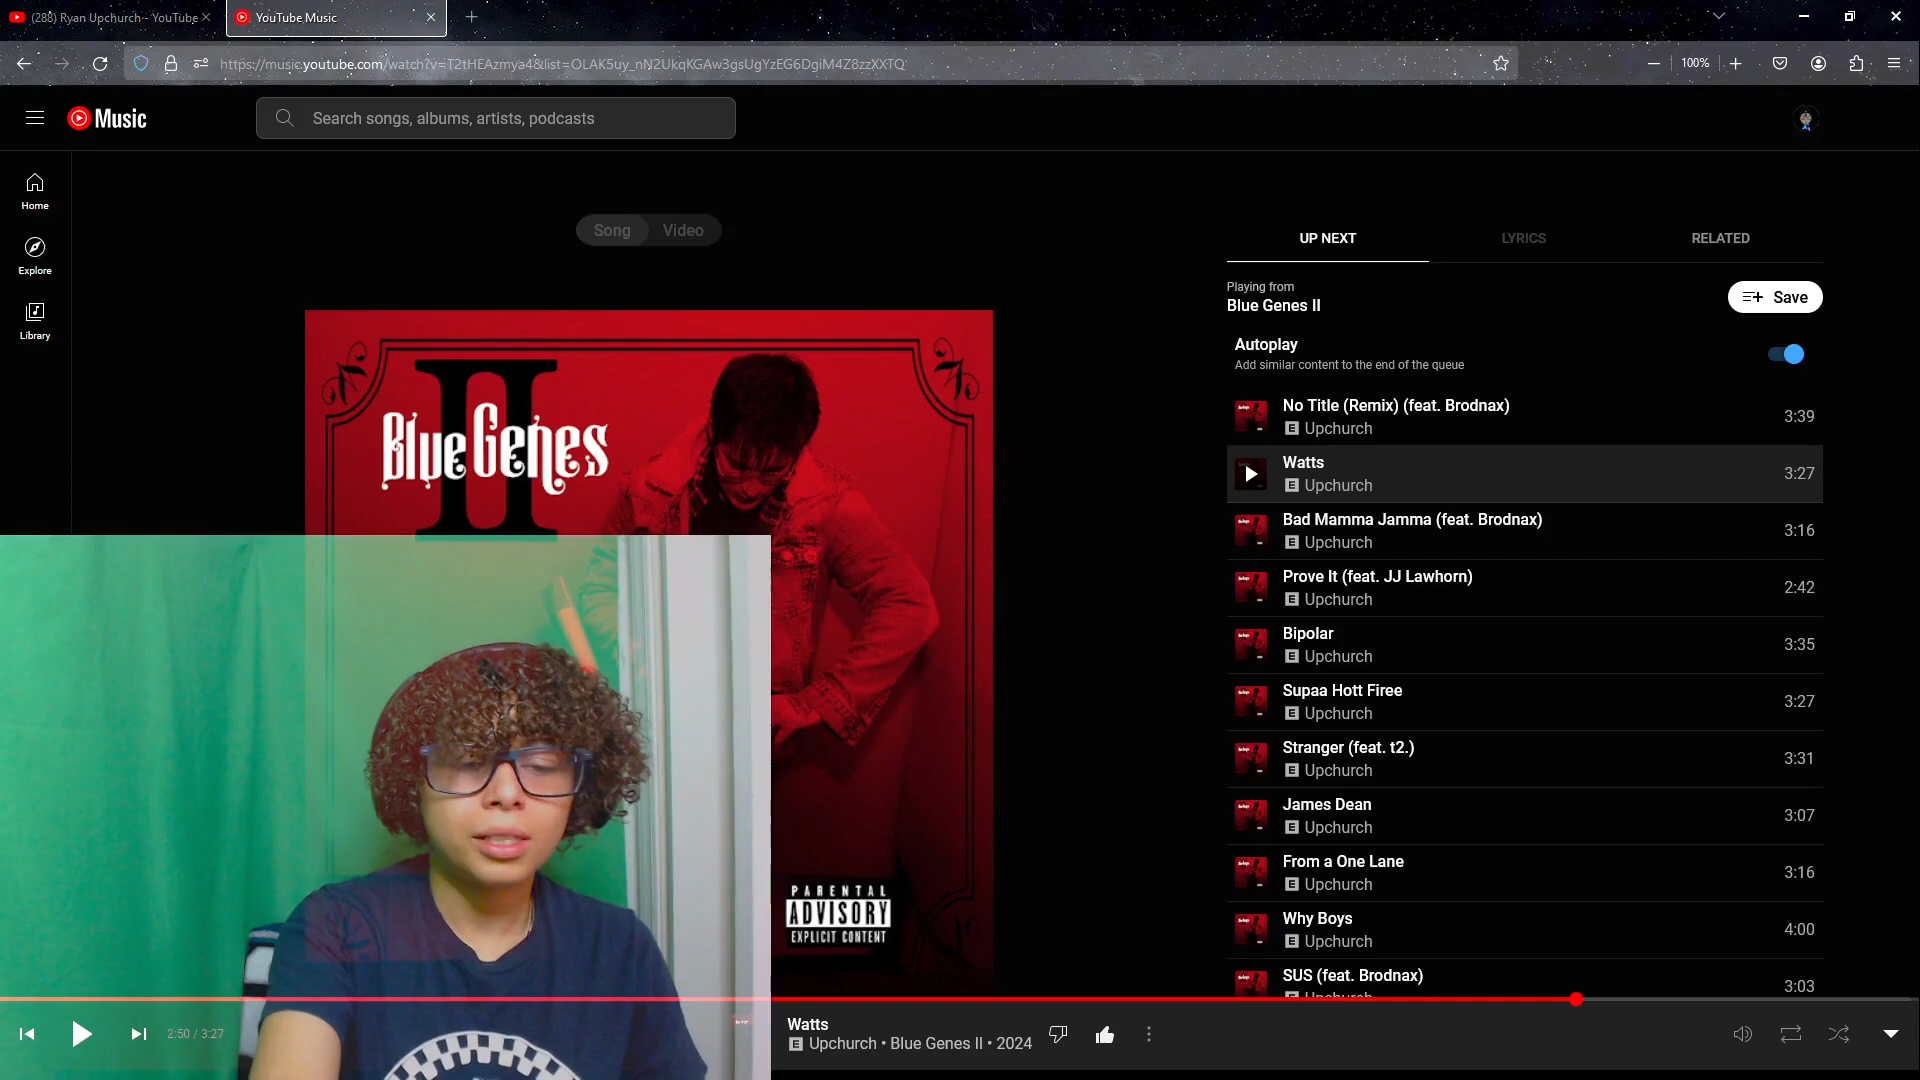 (288) Ryan Upchurch - YouTube
YouTube Music
https://music.youtube.com/watch?v=T2tHEAzmya4&list=OLAK5uy_nN2UkqKGAw3gsUgYzEG6DgiM4Z8zzXXTQ
100%
Music
Search songs, albums, artists, podcasts
Home
Explore
Library
Song
Video
UP NEXT
LYRICS
RELATED
Playing from
Blue Genes II
Save
Autoplay
Add similar content to the end of the queue
II
Blue Genes
PARENTAL
ADVISORY
EXPLICIT CONTENT
No Title (Remix) (feat. Brodnax)
E Upchurch
3:39
Watts
E Upchurch
3:27
Bad Mamma Jamma (feat. Brodnax)
E Upchurch
3:16
Prove It (feat. JJ Lawhorn)
E Upchurch
2:42
Bipolar
E Upchurch
3:35
Supaa Hott Firee
E Upchurch
3:27
Stranger (feat. t2.)
E Upchurch
3:31
James Dean
E Upchurch
3:07
From a One Lane
E Upchurch
3:16
Why Boys
E Upchurch
4:00
SUS (feat. Brodnax)
E Upchurch
3:03
2:50 / 3:27
Watts
E Upchurch • Blue Genes II • 2024